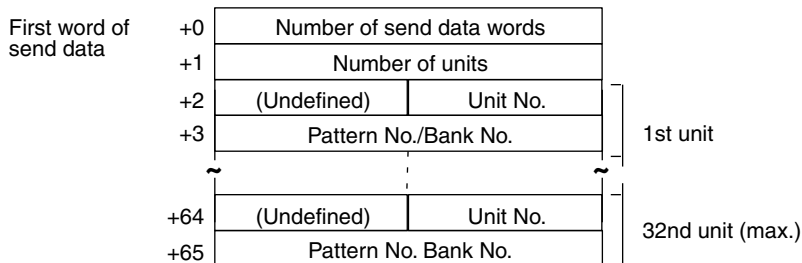 First word of
send data
+0 Number of send data words
+1 Number of units
+2 (Undefined) Unit No.
+3 Pattern No./Bank No.
1st unit
~ ~
+64 (Undefined) Unit No.
+65 Pattern No. Bank No.
32nd unit (max.)